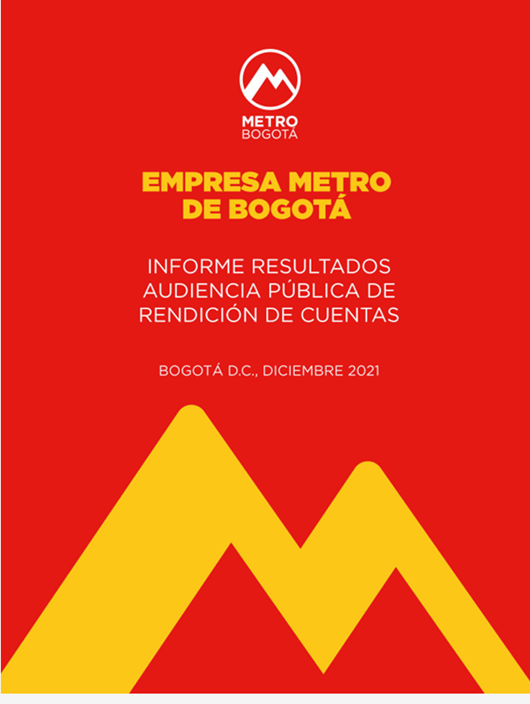 METRO
BOGOTÁ
EMPRESA METRO
DE BOGOTÁ
INFORME RESULTADOS
AUDIENCIA PÚBLICA DE
RENDICIÓN DE CUENTAS
BOGOTÁ D.C., DICIEMBRE 2021